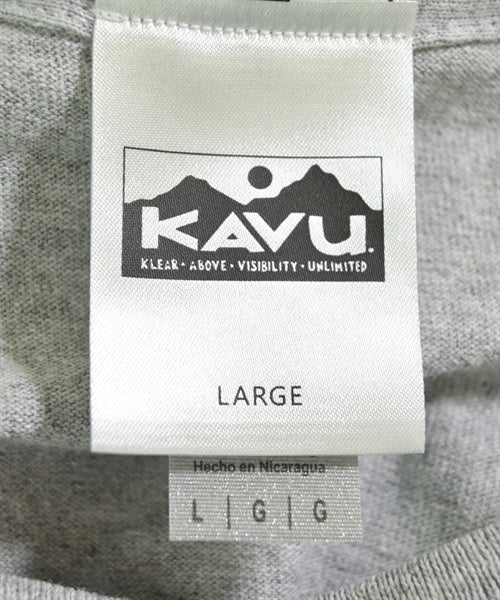 KAVU.
KLEAR · ABOVE · VISIBILITY · UNLIMITED
LARGE
Hecho en Nicaragua
L | G | G